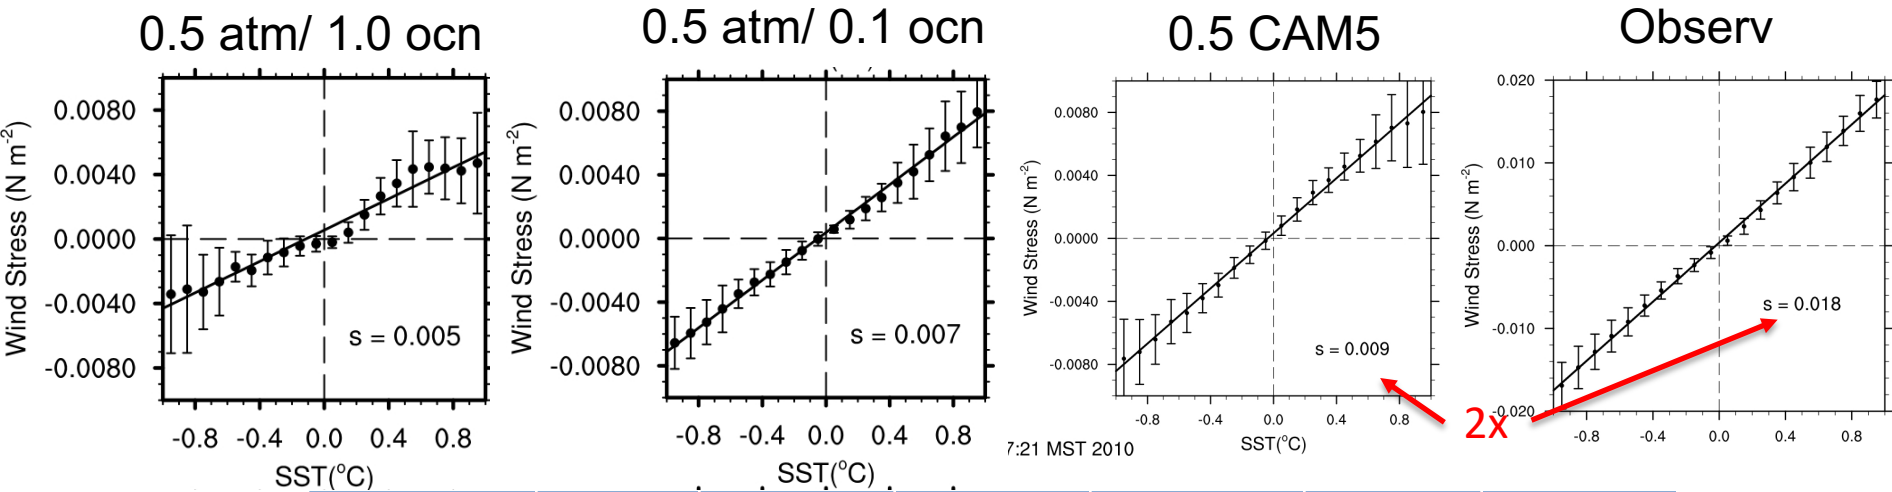 0.5 atm/ 1.0 ocn
0.0080
0.0040
0.0000
-0.0040
-0.0080
Wind Stress (N m-2)
s = 0.005
-0.8 -0.4 0.0 0.4 0.8
SST(oC)
0.5 atm/ 0.1 ocn
0.0080
0.0040
0.0000
-0.0040
-0.0080
Wind Stress (N m-2)
s = 0.007
-0.8 -0.4 0.0 0.4 0.8
SST(oC)
0.5 CAM5
0.0080
0.0040
0.0000
-0.0040
-0.0080
Wind Stress (N m-2)
s = 0.009
-0.8 -0.4 0.0 0.4 0.8
SST(oC)
7:21 MST 2010
2x
Observ
0.020
0.010
0.000
-0.010
-0.020
Wind Stress (N m-2)
s = 0.018
-0.8 -0.4 0.0 0.4 0.8